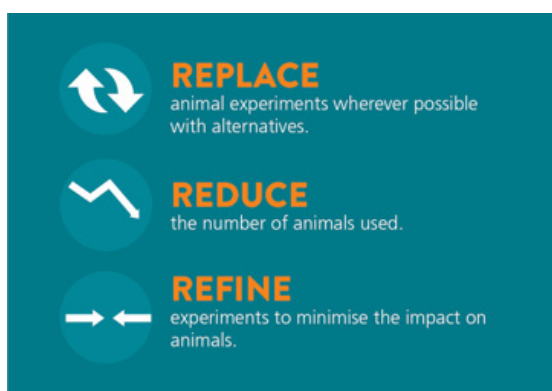 REPLACE
animal experiments wherever possible
with alternatives.
REDUCE
the number of animals used.
REFINE
experiments to minimise the impact on
animals.